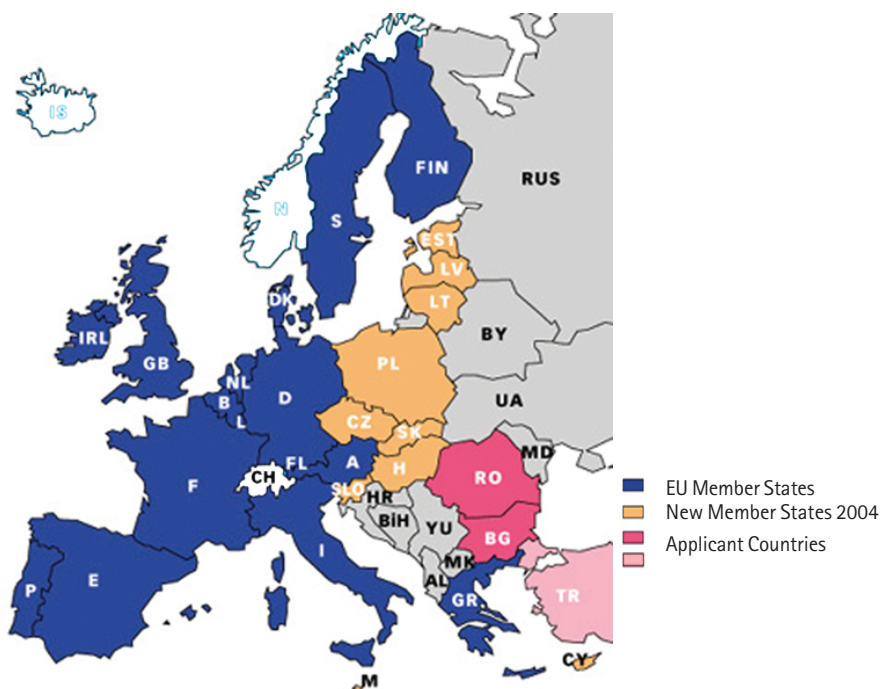 IS
FIN
RUS
N
S
EST
LV
LT
DK
BY
IRL
GB
PL
NL
B
D
UA
L
CZ
SK
MD
FL
A
H
CH
RO
F
SLO
HR
BiH
YU
BG
I
MK
AL
P
E
GR
TR
CY
M
EU Member States
New Member States 2004
Applicant Countries